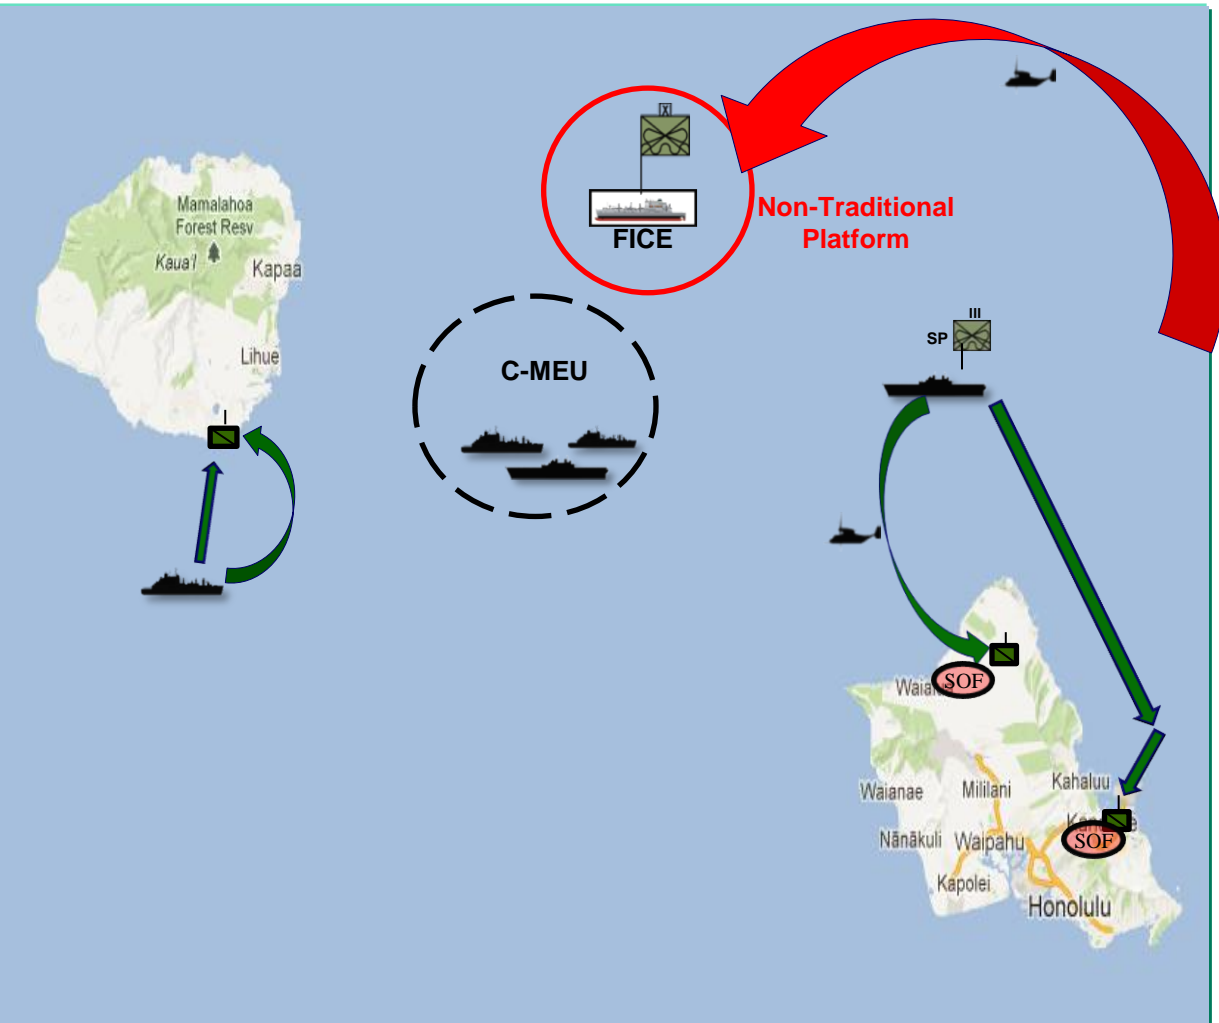 X
FICE
Non-Traditional
Platform
Mamalahoa
Forest Resv
Kaua'I
Kapaa
Lihue
C-MEU
III
SP
SOF
Waianae
Mililani
Kahaluu
Nānākuli
Waipahu
SOF
Kapolei
Honolulu